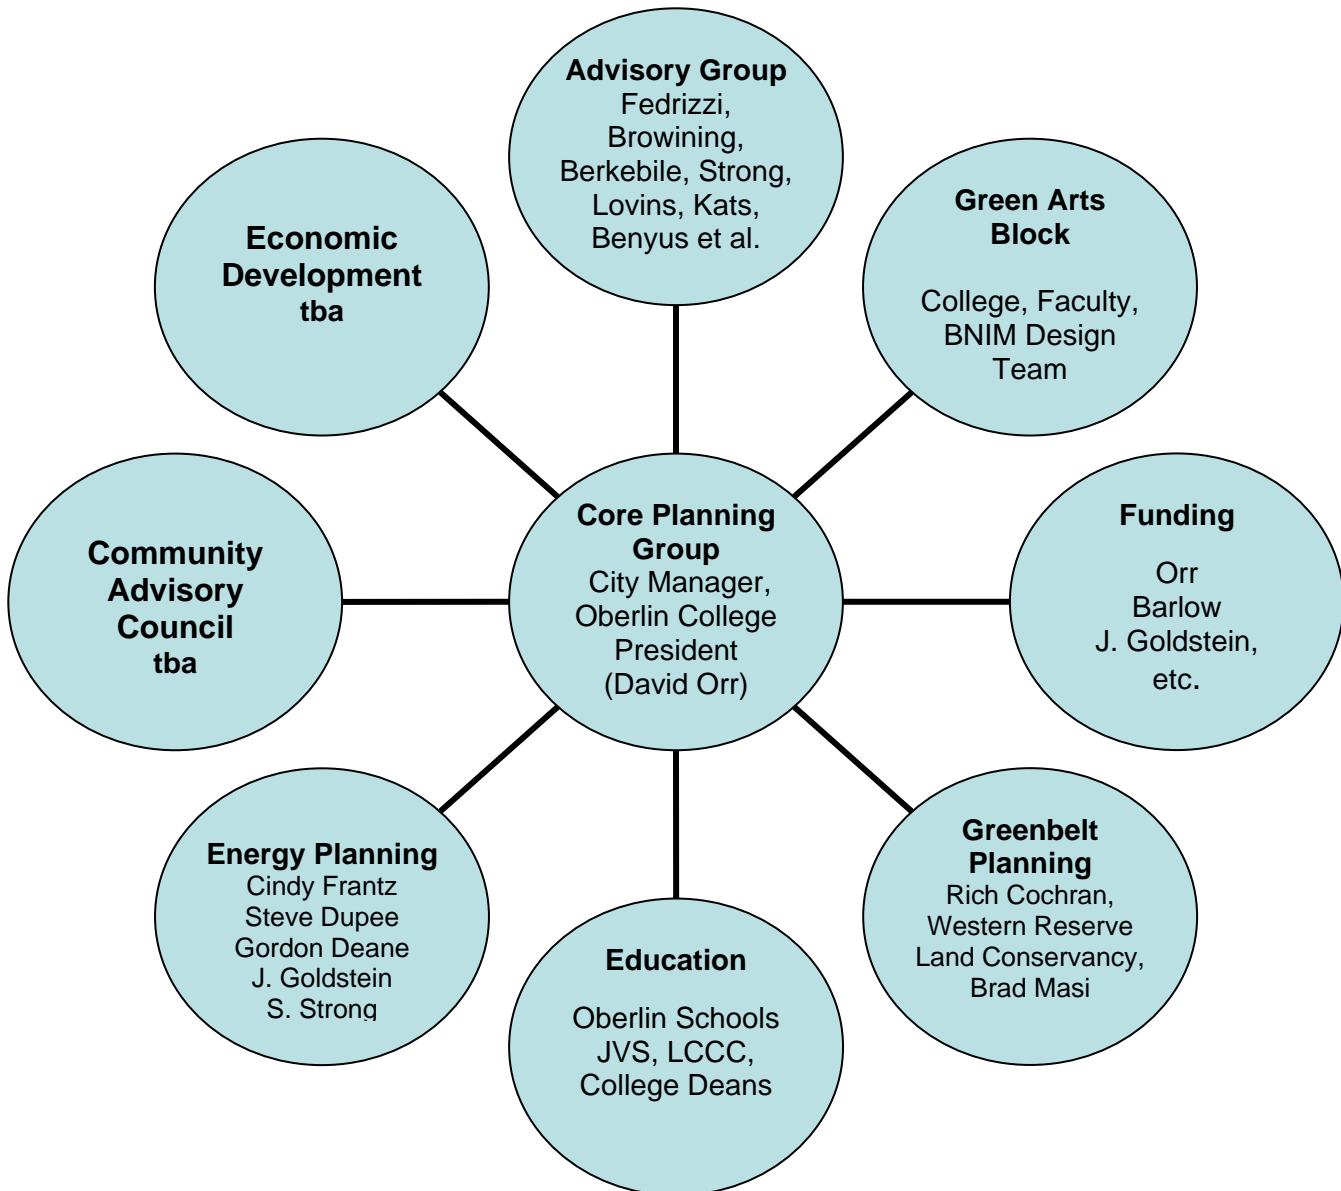 Advisory Group
Fedrizzi,
Browining,
Berkebile, Strong,
Lovins, Kats,
Benyus et al.
Green Arts
Block
College, Faculty,
BNIM Design
Team
Funding
Orr
Barlow
J. Goldstein,
etc.
Greenbelt
Planning
Rich Cochran,
Western Reserve
Land Conservancy,
Brad Masi
Education
Oberlin Schools
JVS, LCCC,
College Deans
Energy Planning
Cindy Frantz
Steve Dupee
Gordon Deane
J. Goldstein
S. Strong
Community
Advisory
Council
tba
Economic
Development
tba
Core Planning
Group
City Manager,
Oberlin College
President
(David Orr)